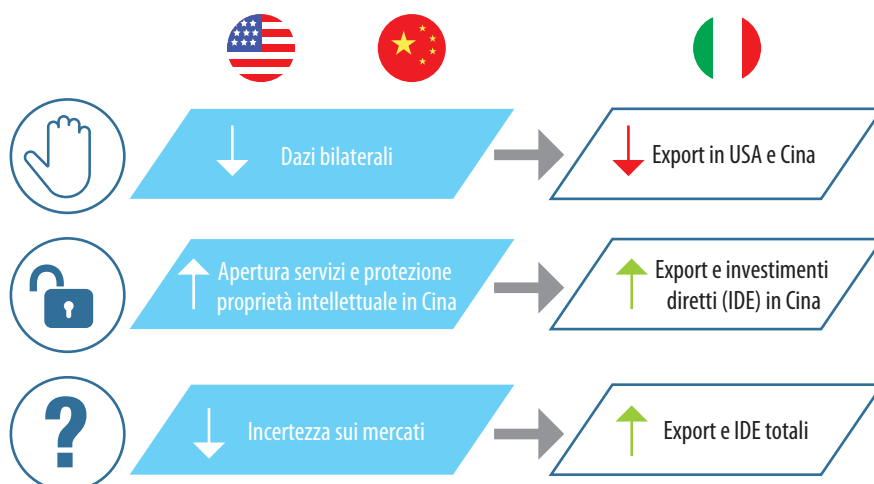 Dazi bilaterali
Export in USA e Cina
Apertura servizi e protezione
proprietà intellettuale in Cina
Export e investimenti
diretti (IDE) in Cina
?
Incertezza sui mercati
Export e IDE totali